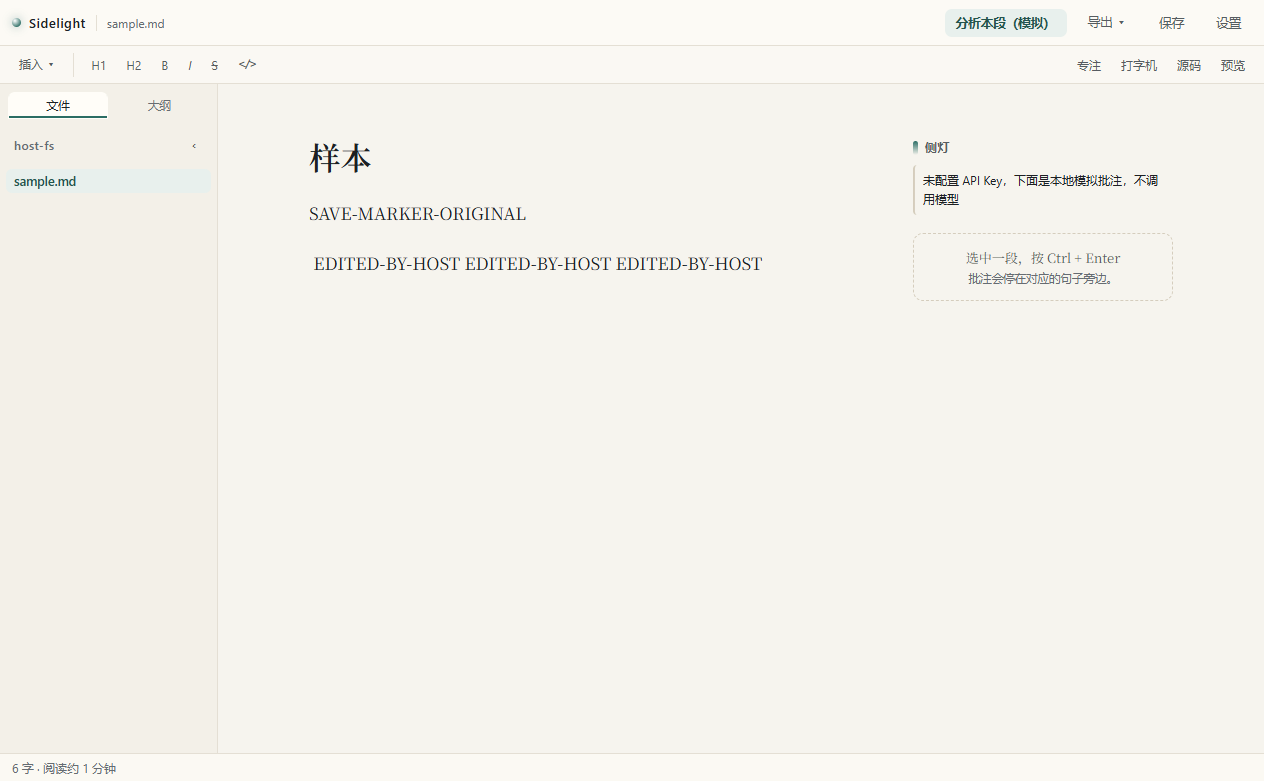 Sidelight
sample.md
分析本段（模拟）
导出
保存
设置
插入
H1
H2
B
I
S
</>
专注
打字机
源码
预览
文件
大纲
host-fs
sample.md
样本
SAVE-MARKER-ORIGINAL
EDITED-BY-HOST EDITED-BY-HOST EDITED-BY-HOST
侧灯
未配置 API Key，下面是本地模拟批注，不调
用模型
选中一段，按 Ctrl + Enter
批注会停在对应的句子旁边。
6 字 · 阅读约 1 分钟